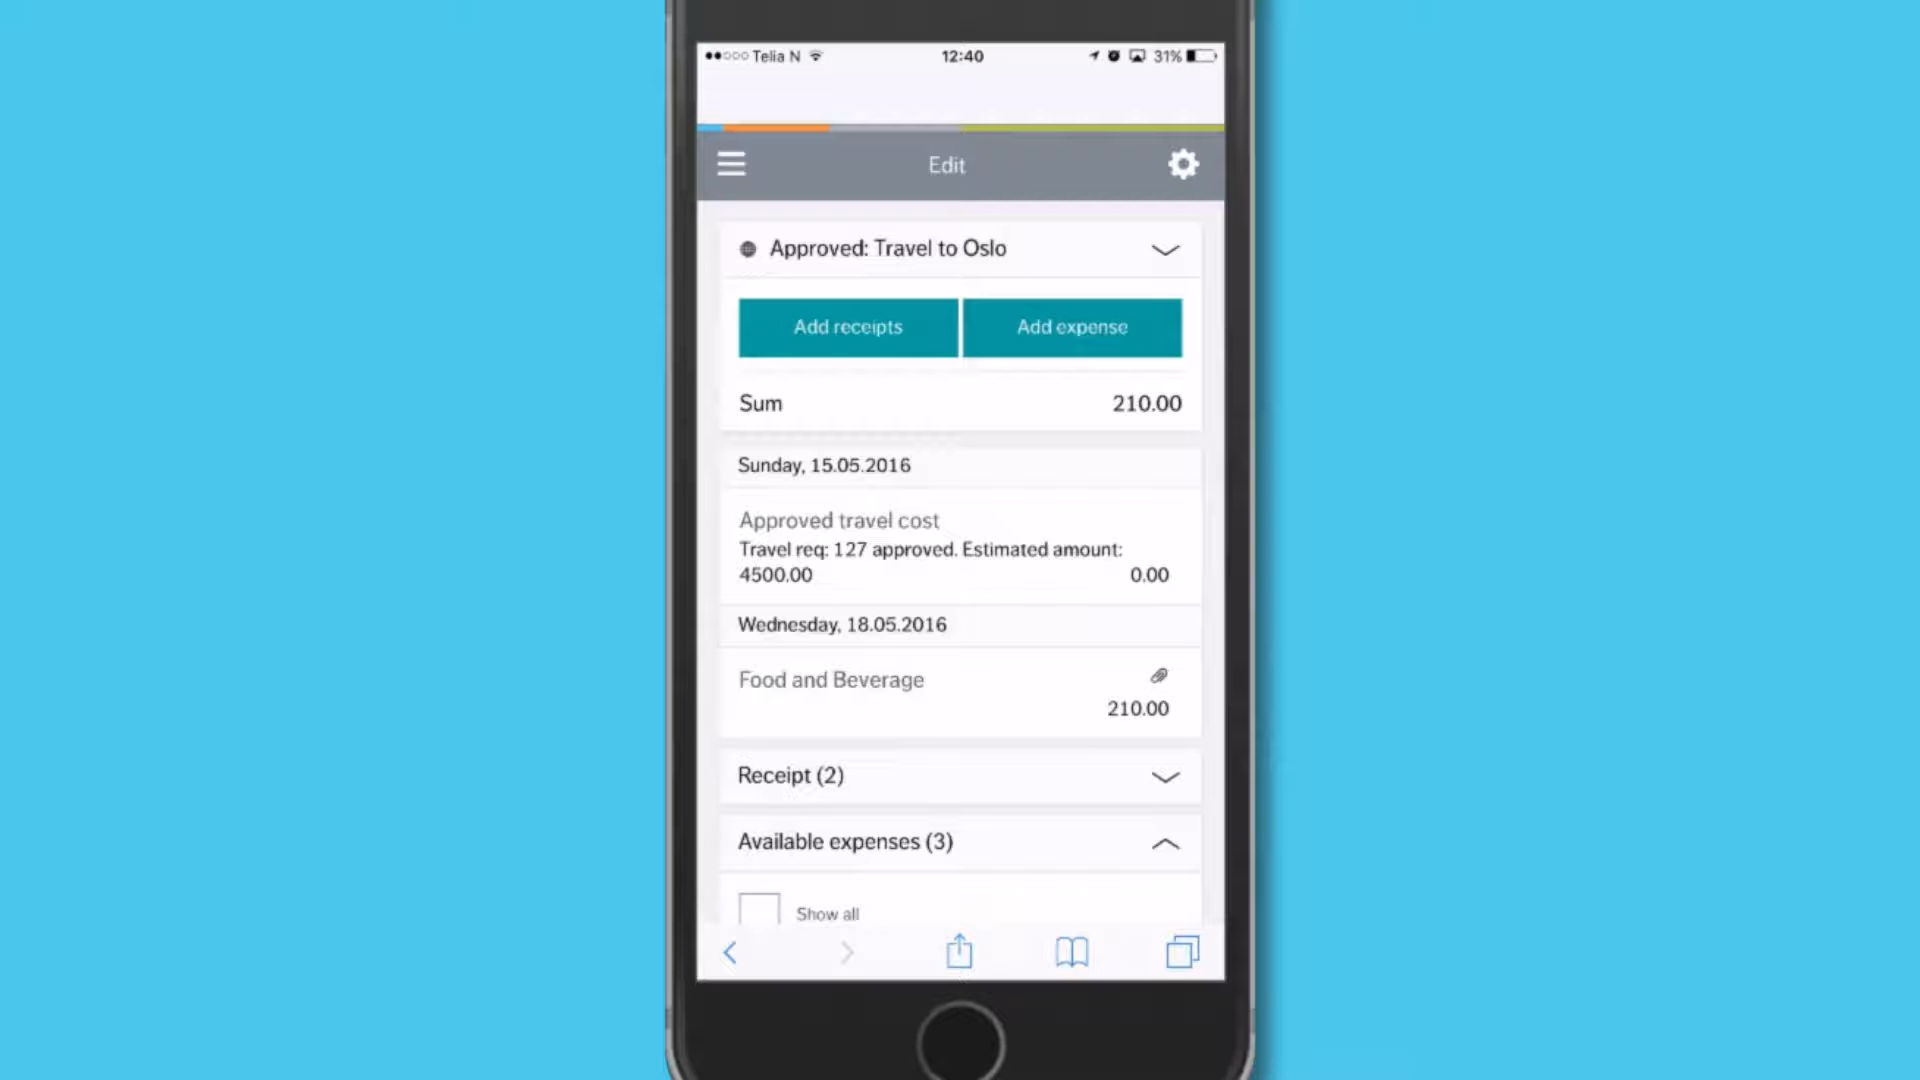 Telia N 12:40 31%
Edit
Approved: Travel to Oslo
Add receipts Add expense
Sum 210.00
Sunday, 15.05.2016
Approved travel cost
Travel req: 127 approved. Estimated amount:
4500.00 0.00
Wednesday, 18.05.2016
Food and Beverage
210.00
Receipt (2)
Available expenses (3)
Show all